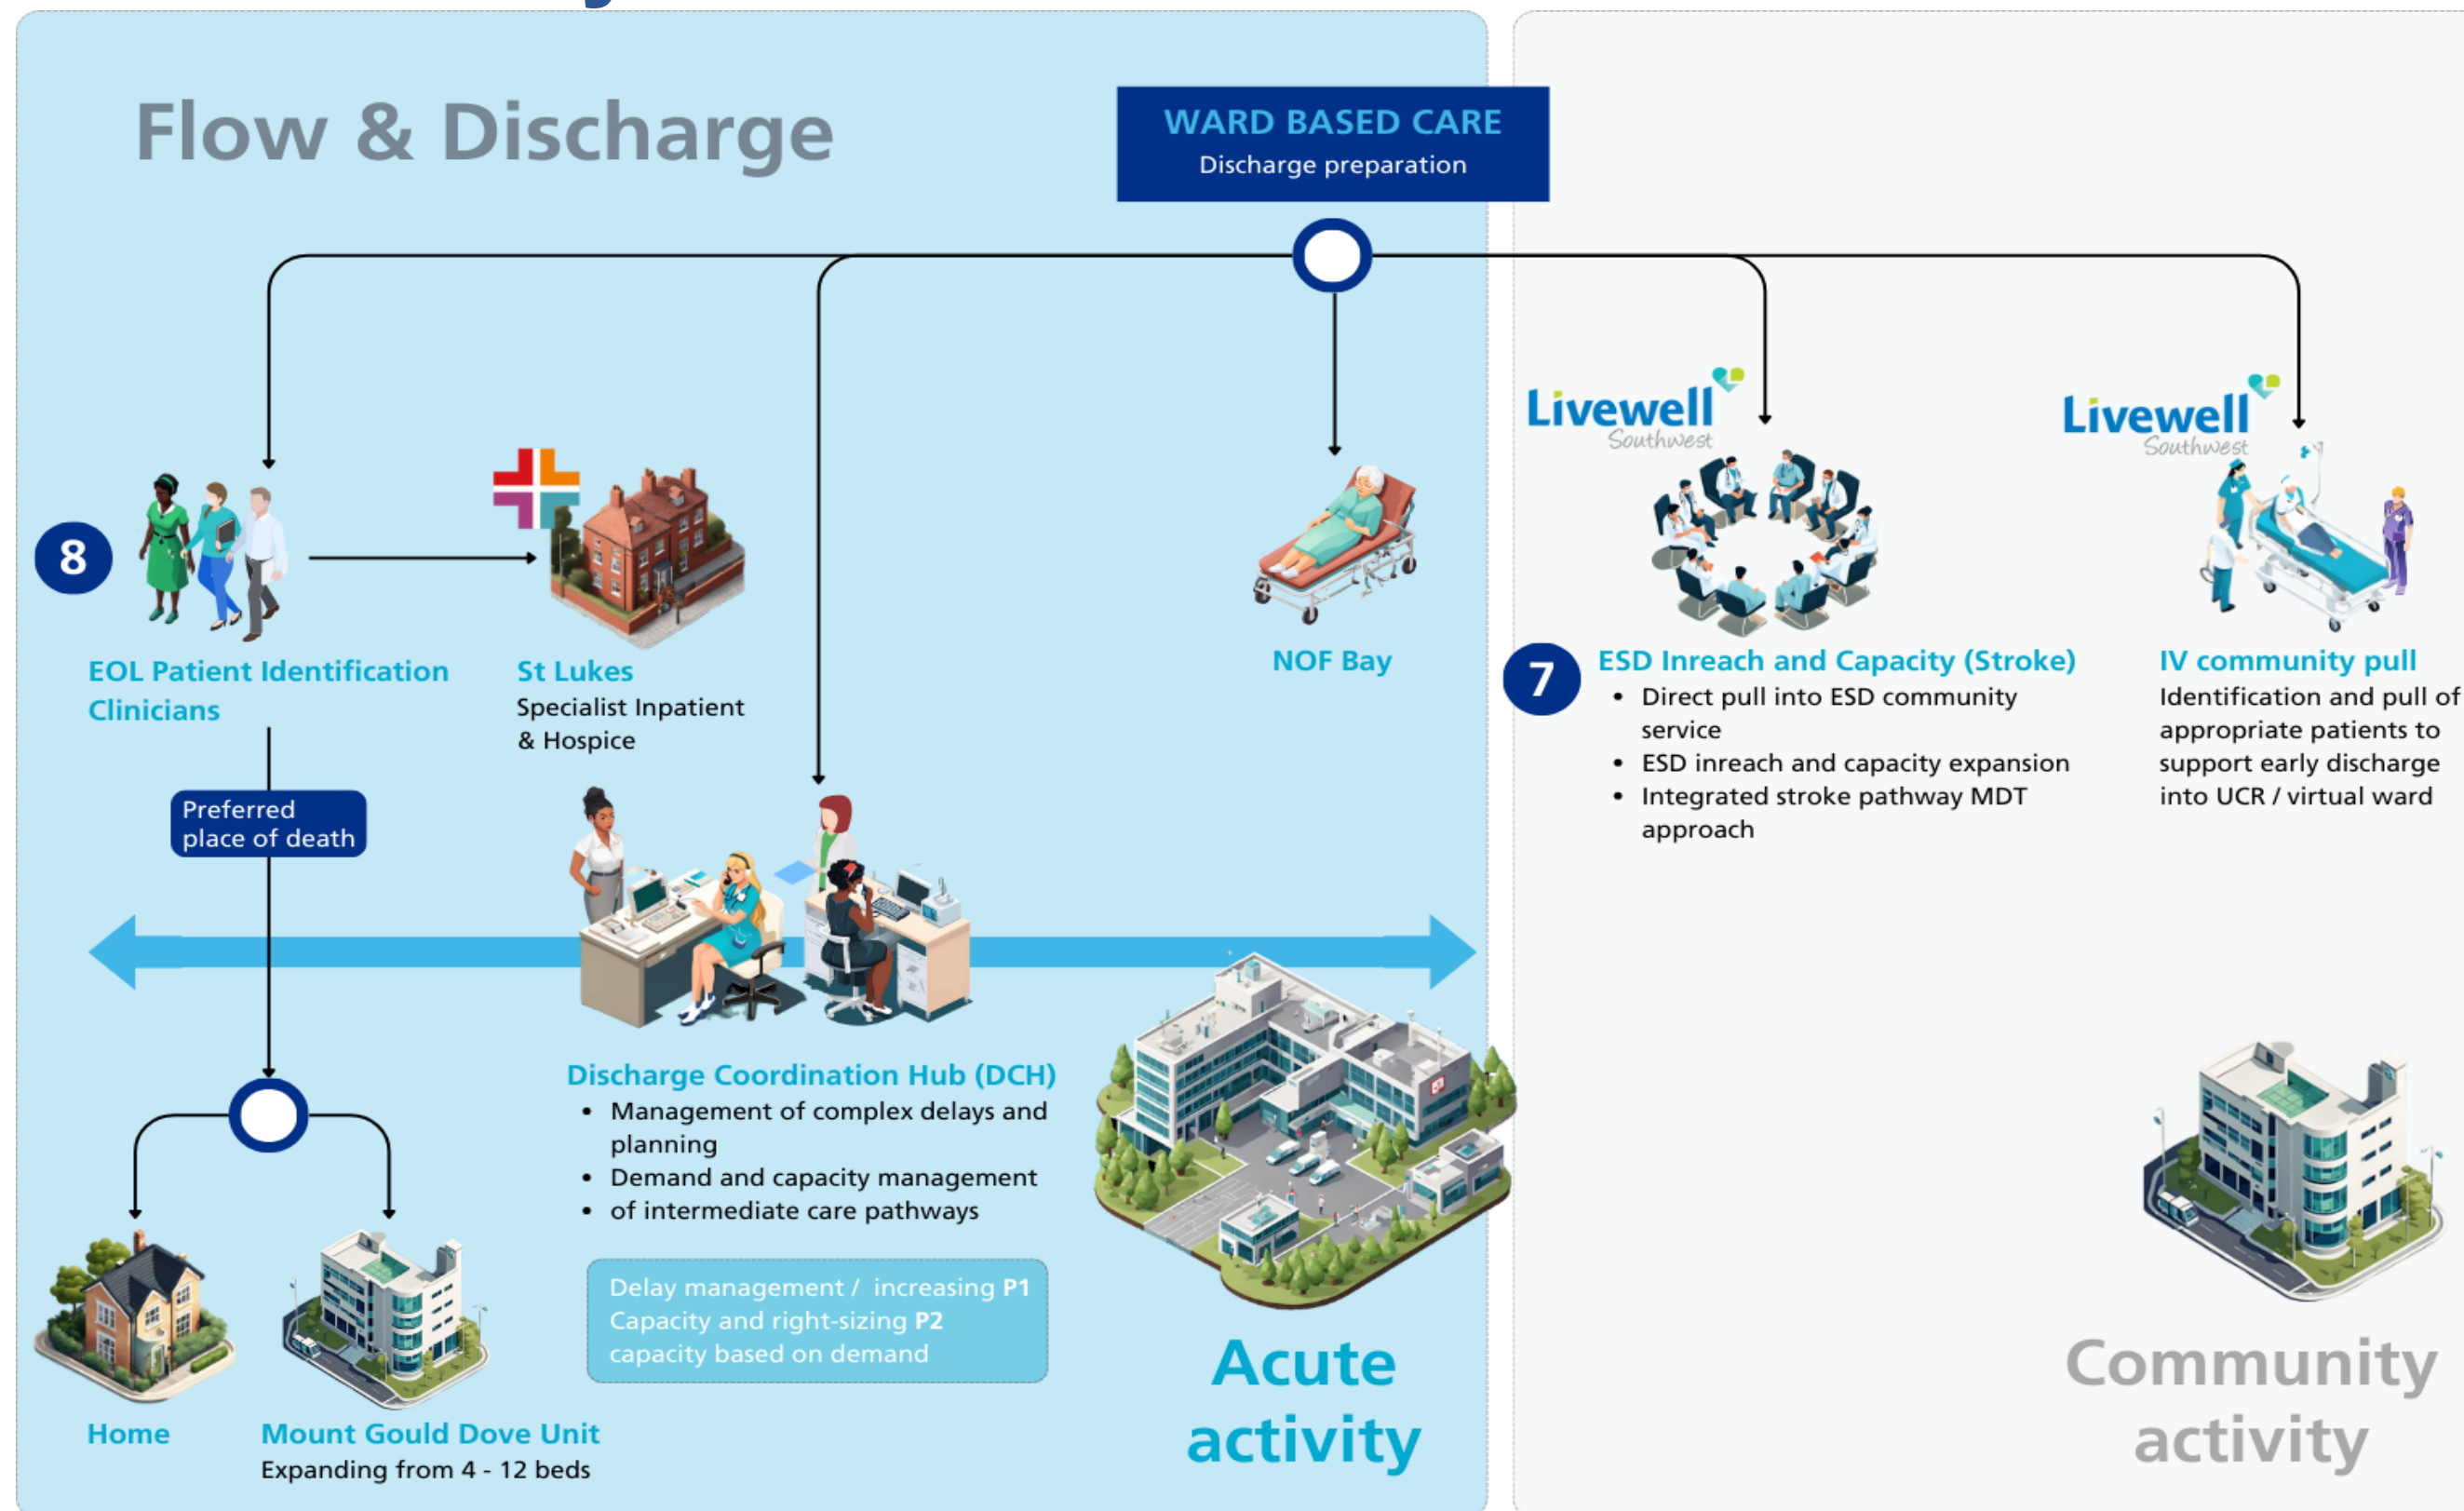 Flow & Discharge
WARD BASED CARE
Discharge preparation
8
EOL Patient Identification
Clinicians
St Lukes
Specialist Inpatient
& Hospice
NOF Bay
Livewell
Southwest
7
ESD Inreach and Capacity (Stroke)
• Direct pull into ESD community
service
• ESD inreach and capacity expansion
• Integrated stroke pathway MDT
approach
Livewell
Southwest
IV community pull
Identification and pull of
appropriate patients to
support early discharge
into UCR / virtual ward
Preferred
place of death
Discharge Coordination Hub (DCH)
• Management of complex delays and
planning
• Demand and capacity management
• of intermediate care pathways
Delay management / increasing P1
Capacity and right-sizing P2
capacity based on demand
Home
Mount Gould Dove Unit
Expanding from 4 - 12 beds
Acute
activity
Community
activity